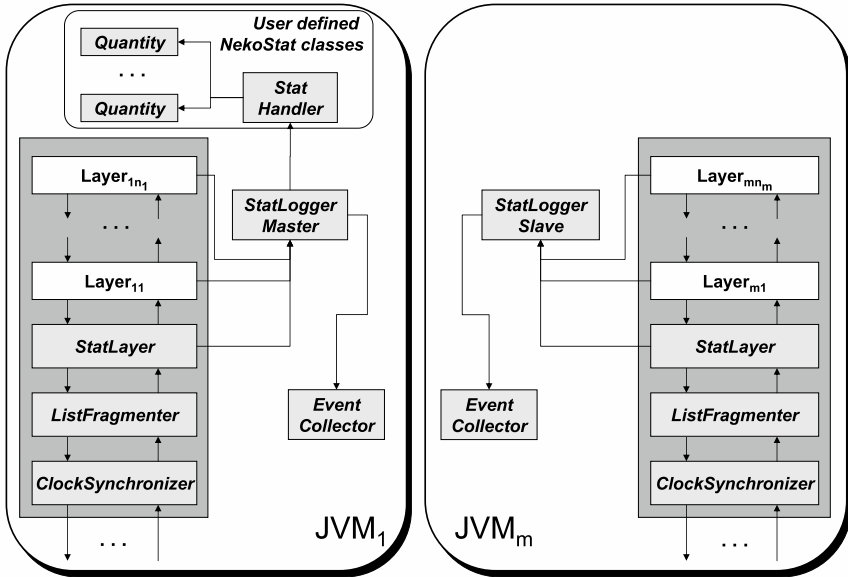 User defined
NekoStat classes
Quantity
. . .
Quantity
Stat
Handler
Layer1n1
. . .
Layer11
StatLayer
ListFragmenter
ClockSynchronizer
. . .
StatLogger
Master
Event
Collector
JVM1
StatLogger
Slave
Event
Collector
Layermnm
. . .
Layerm1
StatLayer
ListFragmenter
ClockSynchronizer
. . .
JVMm